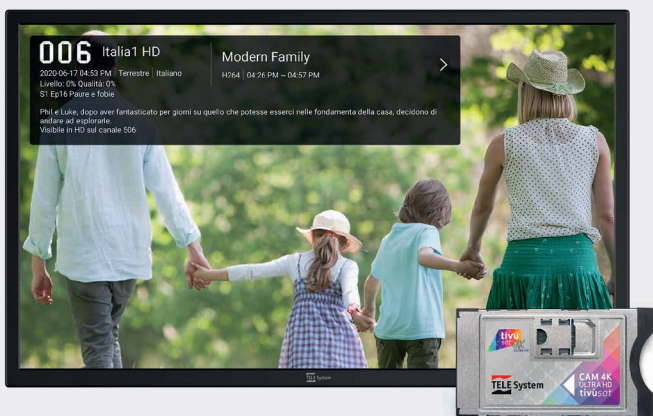 006 Italia1 HD
2020-06-17 04:53 PM Terrestre Italiano
Livello: 0% Qualità: 0%
S1 Ep16 Paure e fobie
Modern Family
H264 04:26 PM ~ 04:57 PM
Phil e Luke, dopo aver fantasticato per giorni su quello che potesse esserci nelle fondamenta della casa, decidono di
andare ad esplorarle.
Visibile in HD sul canale 506
TELE System
tivù
sat 4K
TELE System
CAM 4K
ULTRA HD
tivùsat